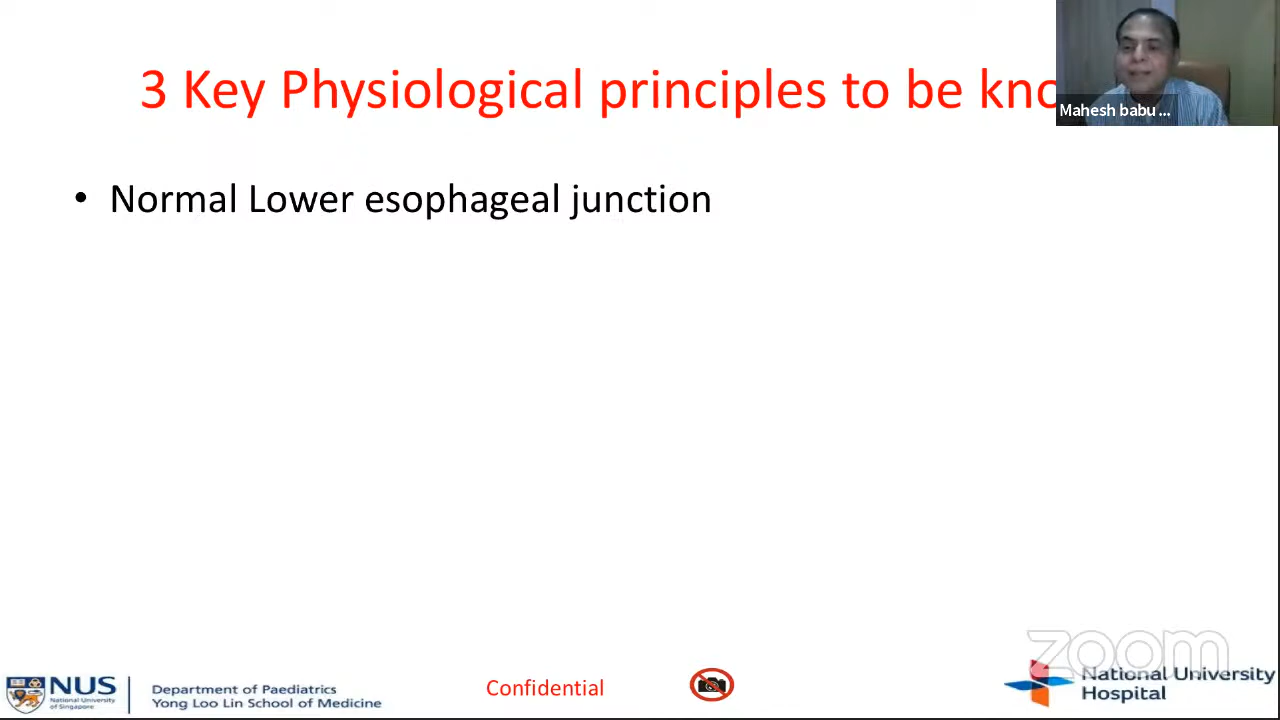 3 Key Physiological principles to be kno
Mahesh babu ...
• Normal Lower esophageal junction
zoom
NUS
National University
of Singapore
Department of Paediatrics
Yong Loo Lin School of Medicine
Confidential
National University
Hospital